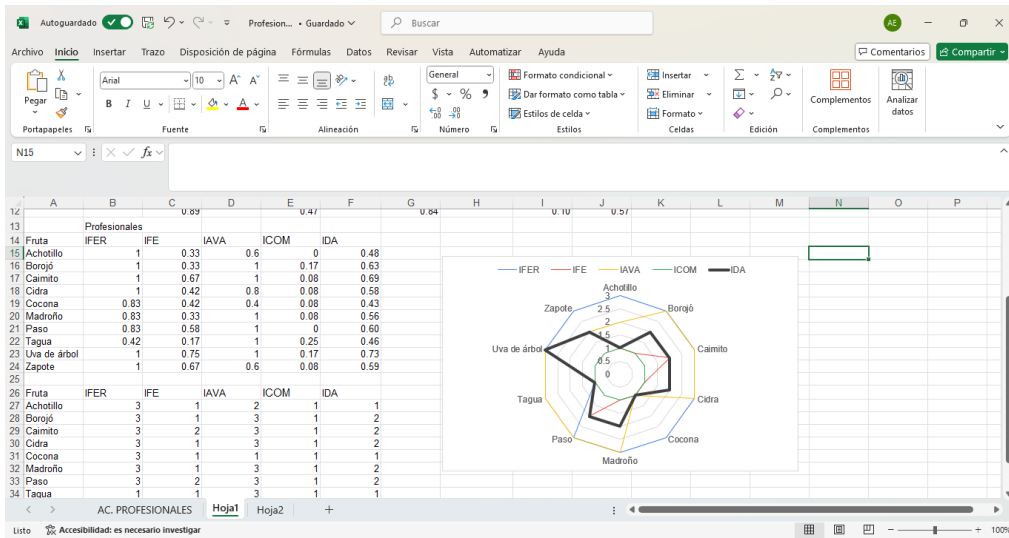 Autoguardado Profesion... • Guardado Buscar AE
Archivo Inicio Insertar Trazo Disposición de página Fórmulas Datos Revisar Vista Automatizar Ayuda Comentarios Compartir
Pegar Arial 10 A^ A˅ General Formato condicional Insertar Complementos Analizar datos
N K S $ % 9 Dar formato como tabla Eliminar
Estilos de celda Formato
Portapapeles Fuente Alineación Número Estilos Celdas Edición Complementos
N15 fx
A B C D E F G H I J K L M N O P
12 0.89 0.47 0.84 0.10 0.57
13 Profesionales
14 Fruta IFER IFE IAVA ICOM IDA
15 Achotillo 1 0.33 0.6 0 0.48
16 Borojó 1 0.33 1 0.17 0.63
17 Caimito 1 0.67 1 0.08 0.69
18 Cidra 1 0.42 0.8 0.08 0.58
19 Cocona 0.83 0.42 0.4 0.08 0.43
20 Madroño 0.83 0.33 1 0.08 0.56
21 Paso 0.83 0.58 1 0 0.60
22 Tagua 0.42 0.17 1 0.25 0.46
23 Uva de árbol 1 0.75 1 0.17 0.73
24 Zapote 1 0.67 0.6 0.08 0.59
25
26 Fruta IFER IFE IAVA ICOM IDA
27 Achotillo 3 1 2 1 1
28 Borojó 3 1 3 1 2
29 Caimito 3 2 3 1 2
30 Cidra 3 1 3 1 2
31 Cocona 3 1 1 1 1
32 Madroño 3 1 3 1 2
33 Paso 3 2 3 1 2
34 Tagua 1 1 3 1 1
IFER IFE IAVA ICOM IDA
Achotillo
3
Zapote 2.5 Borojó
2
1.5
Uva de árbol 1 Caimito
0.5
0
Tagua Cidra
Paso Cocona
Madroño
AC. PROFESIONALES Hoja1 Hoja2 +
Listo Accesibilidad: es necesario investigar 100%